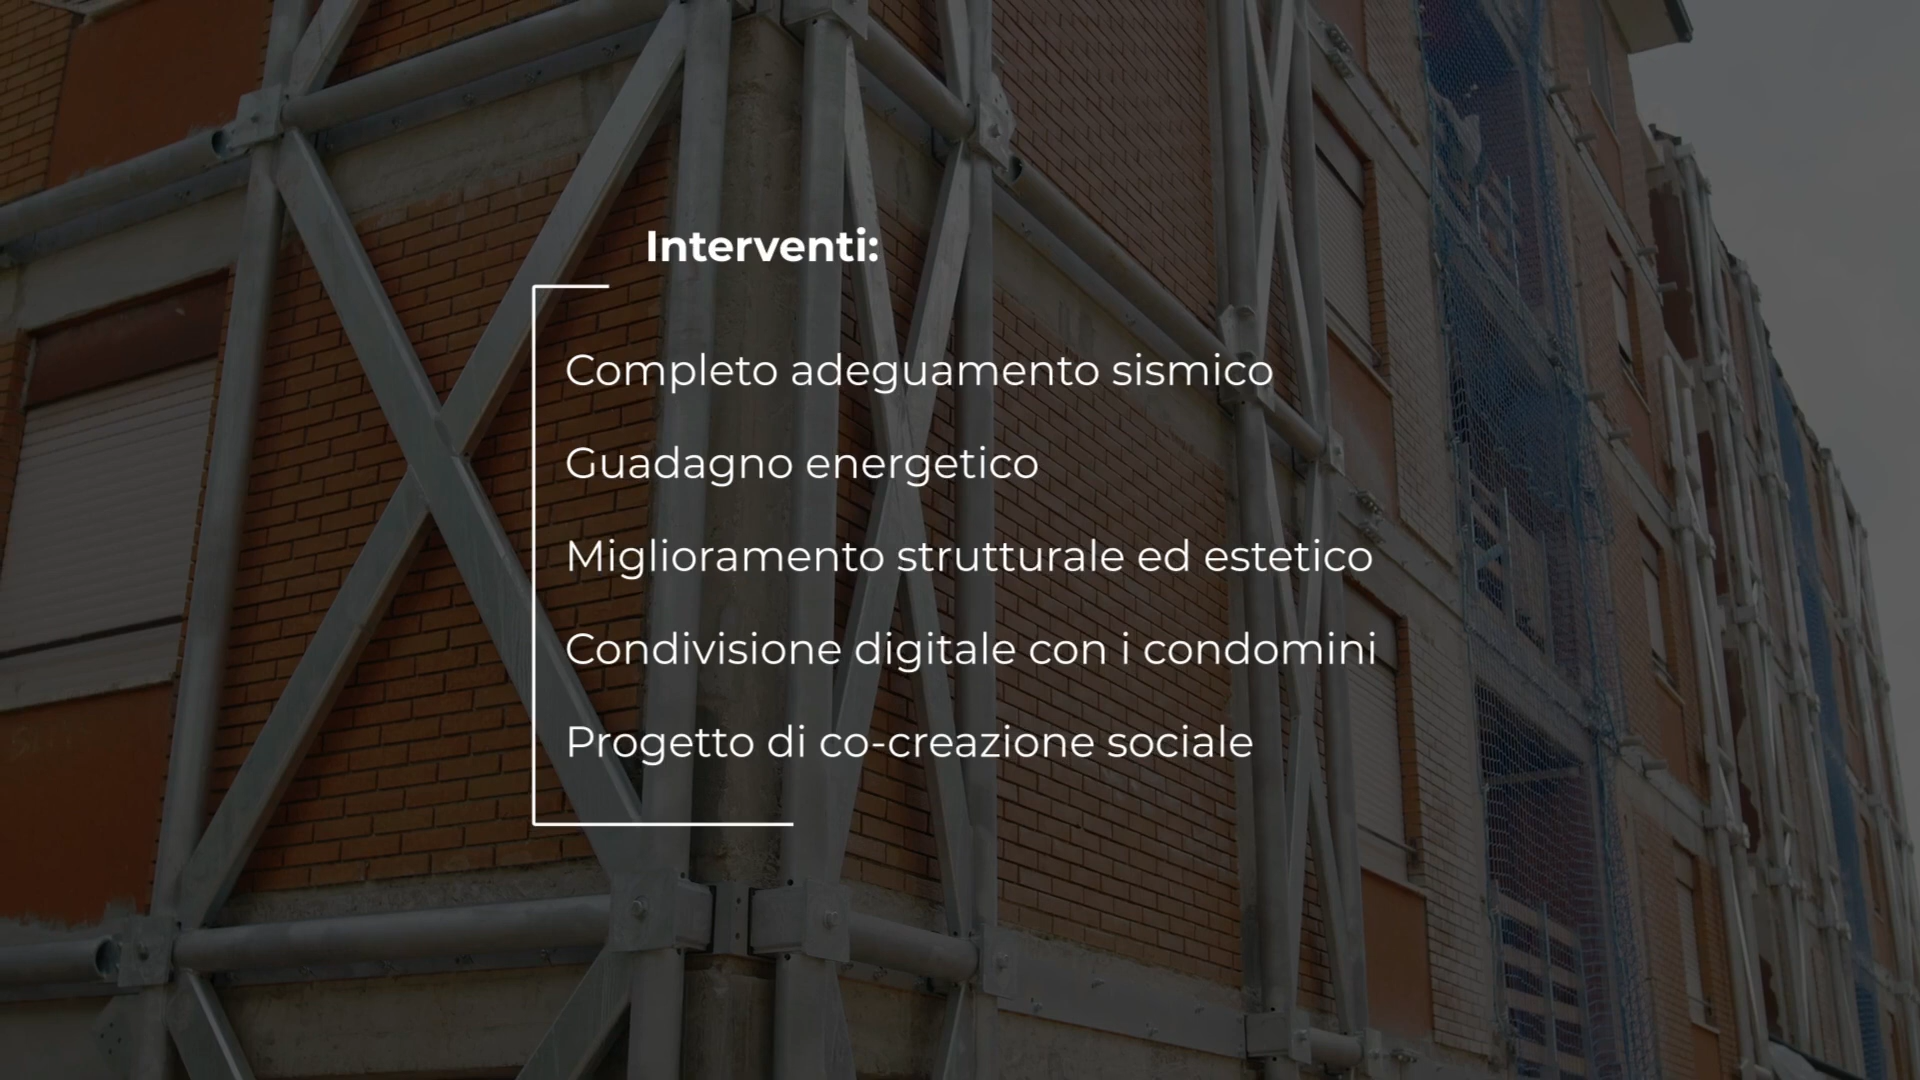 Interventi:
Completo adeguamento sismico
Guadagno energetico
Miglioramento strutturale ed estetico
Condivisione digitale con i condomini
Progetto di co-creazione sociale